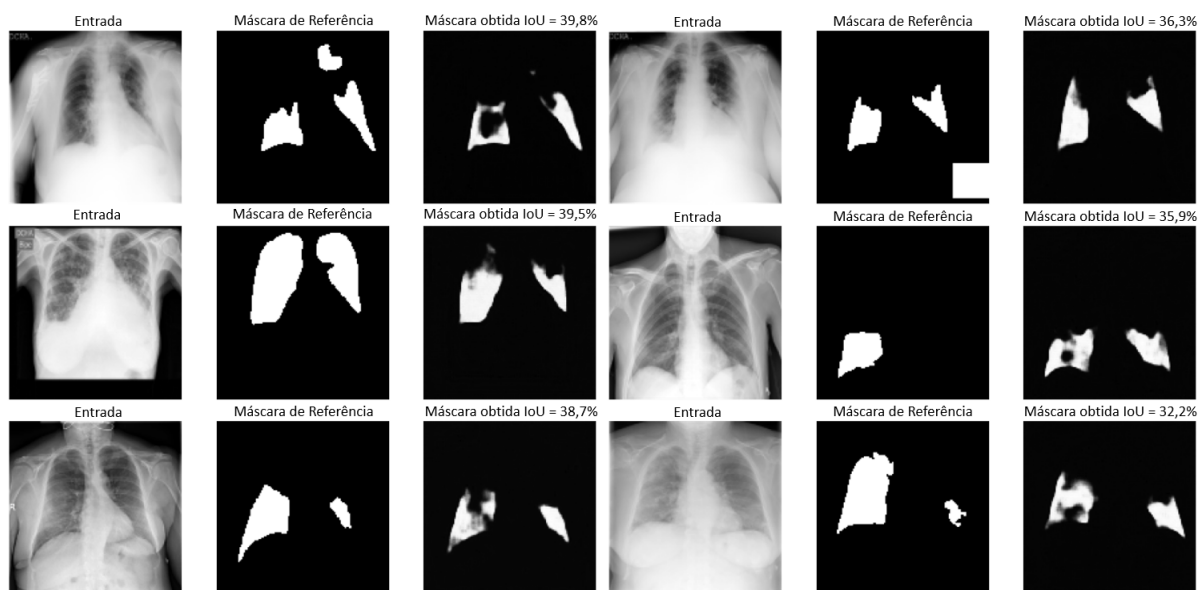 Entrada Máscara de Referência Máscara obtida IoU = 39,8% Entrada Máscara de Referência Máscara obtida IoU = 36,3%
Entrada Máscara de Referência Máscara obtida IoU = 39,5% Entrada Máscara de Referência Máscara obtida IoU = 35,9%
Entrada Máscara de Referência Máscara obtida IoU = 38,7% Entrada Máscara de Referência Máscara obtida IoU = 32,2%
R